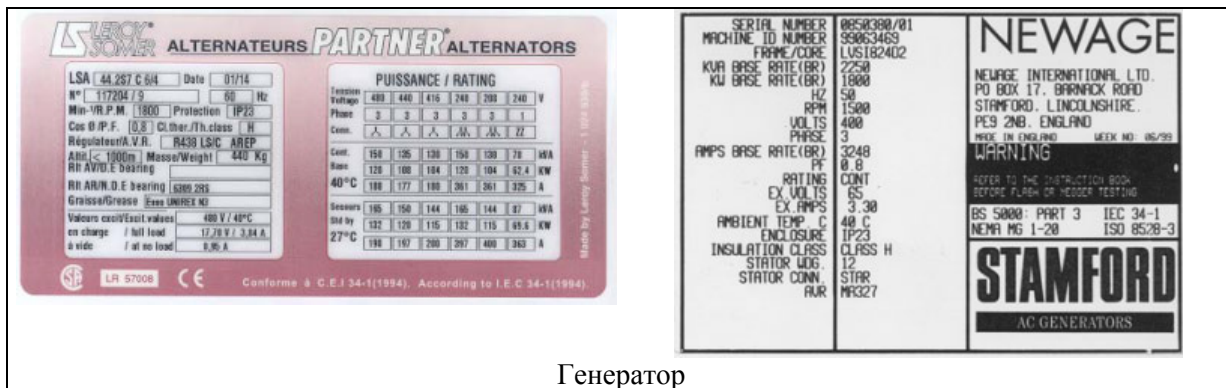 LEROY SOMER ALTERNATEURS PARTNER ALTERNATORS
LSA 44.2S7 C 6/4 Date 01/14
N° 117204 / 9 60 Hz
Min-¹/R.P.M. 1800 Protection IP23
Cos Ø /P.F. 0,8 Cl.ther./Th.class H
Régulateur/A.V.R. R438 LS/C AREP
Altit. < 1000m Masse/Weight 440 Kg
Rlt AV/D.E bearing
Rlt AR/N.D.E bearing 6309 2RS
Graisse/Grease Esso UNIREX N3
Valeurs excit/Excit.values 480 V / 40°C
en charge / full load 17,70 V / 3,04 A
à vide / at no load 0,95 A
PUISSANCE / RATING
Tension Voltage 480 440 416 240 208 240 V
Phase 3 3 3 3 3 1
Conn. ZZ
Cont. 150 135 130 150 130 78 kVA
Base 120 108 104 120 104 62.4 KW
40°C 180 177 180 361 361 325 A
Secours 165 150 144 165 144 87 kVA
Std by 132 120 115 132 115 69.6 KW
27°C 198 197 200 397 400 363 A
Made by Leroy Somer
SA LR 57008 CE Conforme à C.E.I 34-1(1994). According to I.E.C 34-1(1994).
SERIAL NUMBER 0850380/01
MACHINE ID NUMBER 99063469
FRAME/CORE LVSI824D2
KVA BASE RATE(BR) 2250
KW BASE RATE(BR) 1800
HZ 50
RPM 1500
VOLTS 400
PHASE 3
AMPS BASE RATE(BR) 3248
PF 0.8
RATING CONT
EX.VOLTS 65
EX.AMPS 3.30
AMBIENT TEMP. C 40 C
ENCLOSURE IP23
INSULATION CLASS CLASS H
STATOR WDG. 12
STATOR CONN. STAR
AVR MA327
NEWAGE
NEWAGE INTERNATIONAL LTD.
PO BOX 17. BARNACK ROAD
STAMFORD. LINCOLNSHIRE.
PE9 2NB. ENGLAND
MADE IN ENGLAND WEEK NO: 06/99
WARNING
REFER TO THE INSTRUCTION BOOK
BEFORE FLASH OR MEGGER TESTING
BS 5000: PART 3 IEC 34-1
NEMA MG 1-20 ISO 8528-3
STAMFORD
AC GENERATORS
Генератор